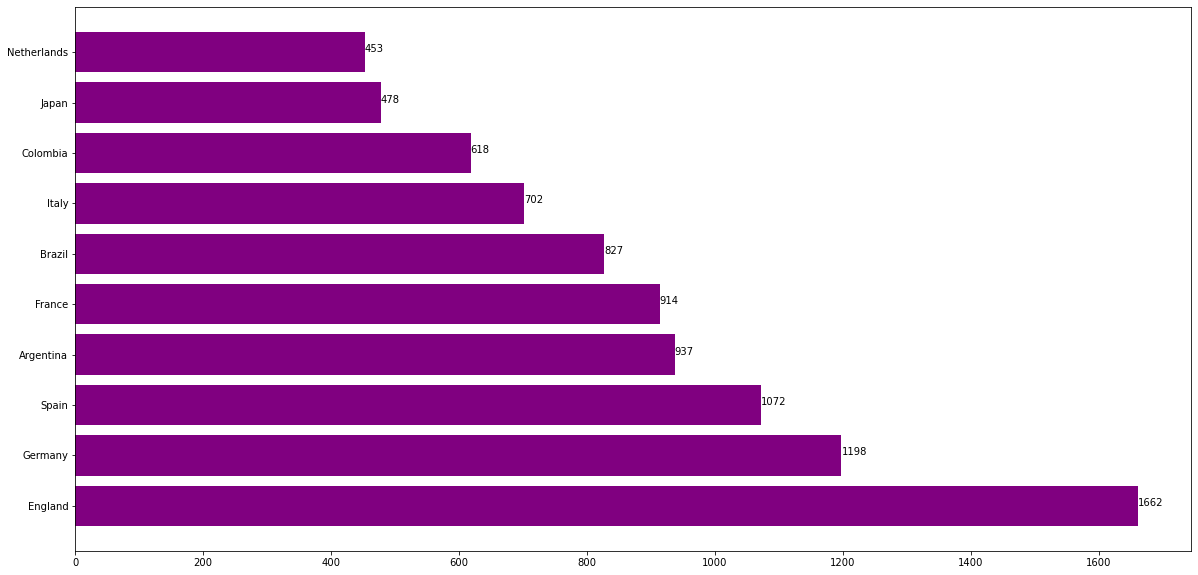 Netherlands 453
Japan 478
Colombia 618
Italy 702
Brazil 827
France 914
Argentina 937
Spain 1072
Germany 1198
England 1662
0 200 400 600 800 1000 1200 1400 1600